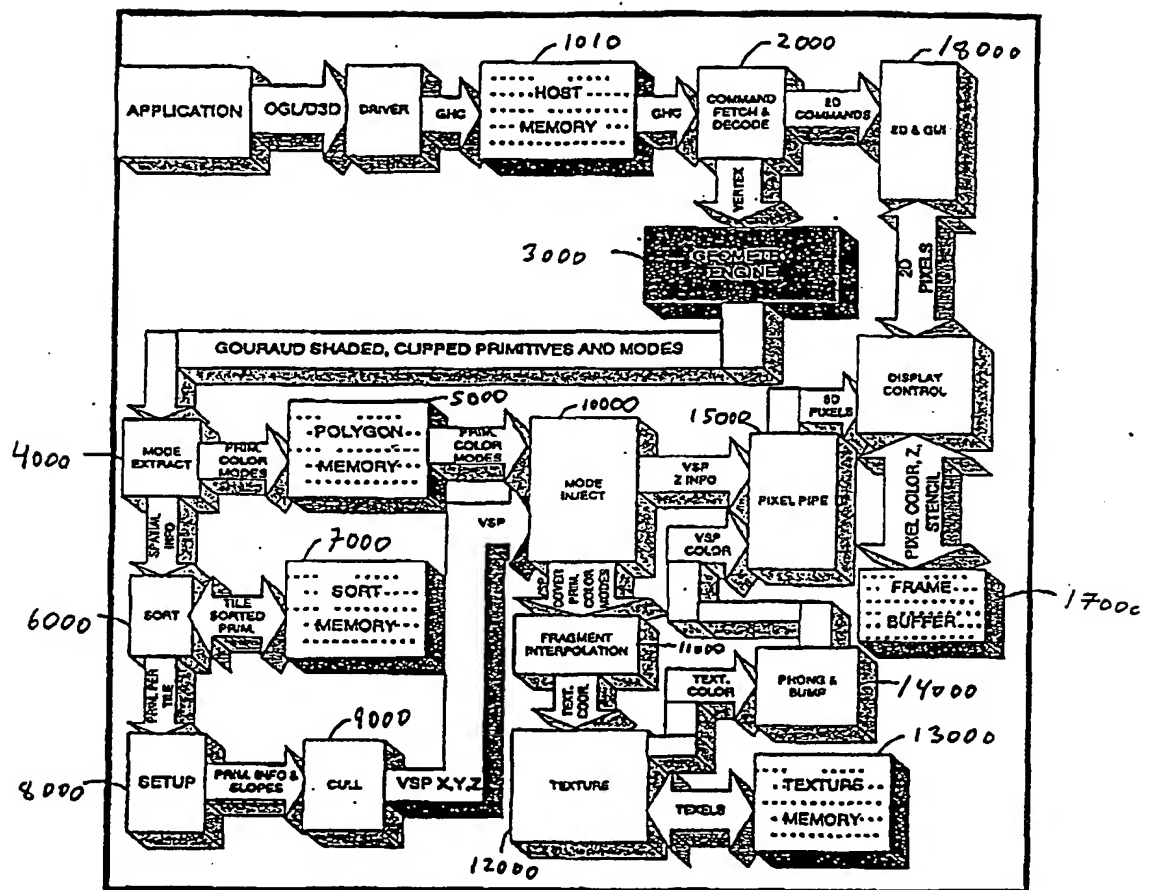 1010
2000
18000
APPLICATION
OGL/D3D
DRIVER
GHC
HOST
MEMORY
GHC
COMMAND
FETCH &
DECODE
2D
COMMANDS
2D & GUI
VERTEX
3000
ENGINE
2D
PIXELS
GOURAUD SHADED, CLIPPED PRIMITIVES AND MODES
DISPLAY
CONTROL
5000
10000
15000
3D
PIXELS
4000
MODE
EXTRACT
PRIM.
COLOR
MODES
POLYGON
MEMORY
PRIM.
COLOR
MODES
MODE
INJECT
VSP
Z INFO
PIXEL PIPE
PIXEL COLOR, Z,
STENCIL
SPATIAL
INFO
VSP
VSP
COLOR
7000
6000
SORT
TILE
SORTED
PRIM.
SORT
MEMORY
COVER
PRIM.
COLOR MODES
FRAME
BUFFER
1700c
FRAGMENT
INTERPOLATION
11000
PRIM. PER
TILE
TEXT.
COOR.
TEXT.
COLOR
PHONG &
BUMP
14000
9000
13000
8000
SETUP
PRIM. INFO &
SLOPES
CULL
VSP X,Y,Z
TEXTURE
TEXELS
TEXTURE
MEMORY
12000